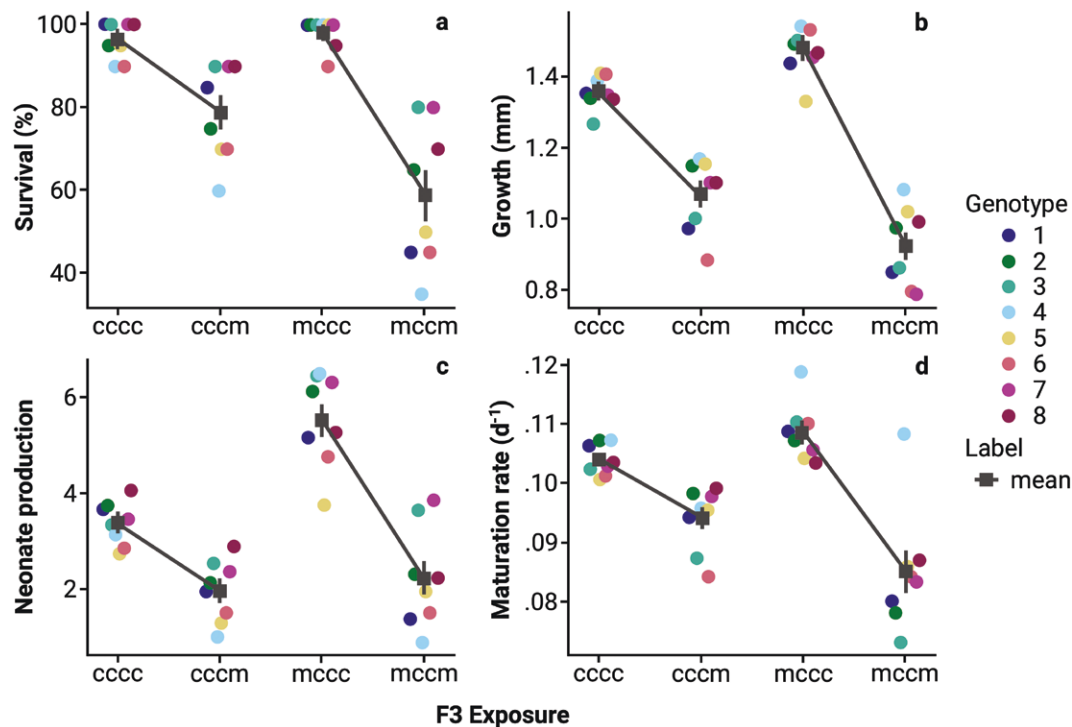 a
100
80
60
40
Survival (%)
cccc cccm mccc mccm
b
1.4
1.2
1.0
0.8
Growth (mm)
cccc cccm mccc mccm
c
6
4
2
Neonate production
cccc cccm mccc mccm
d
.12
.11
.10
.09
.08
Maturation rate (d⁻¹)
cccc cccm mccc mccm
F3 Exposure
Genotype
1
2
3
4
5
6
7
8
Label
mean